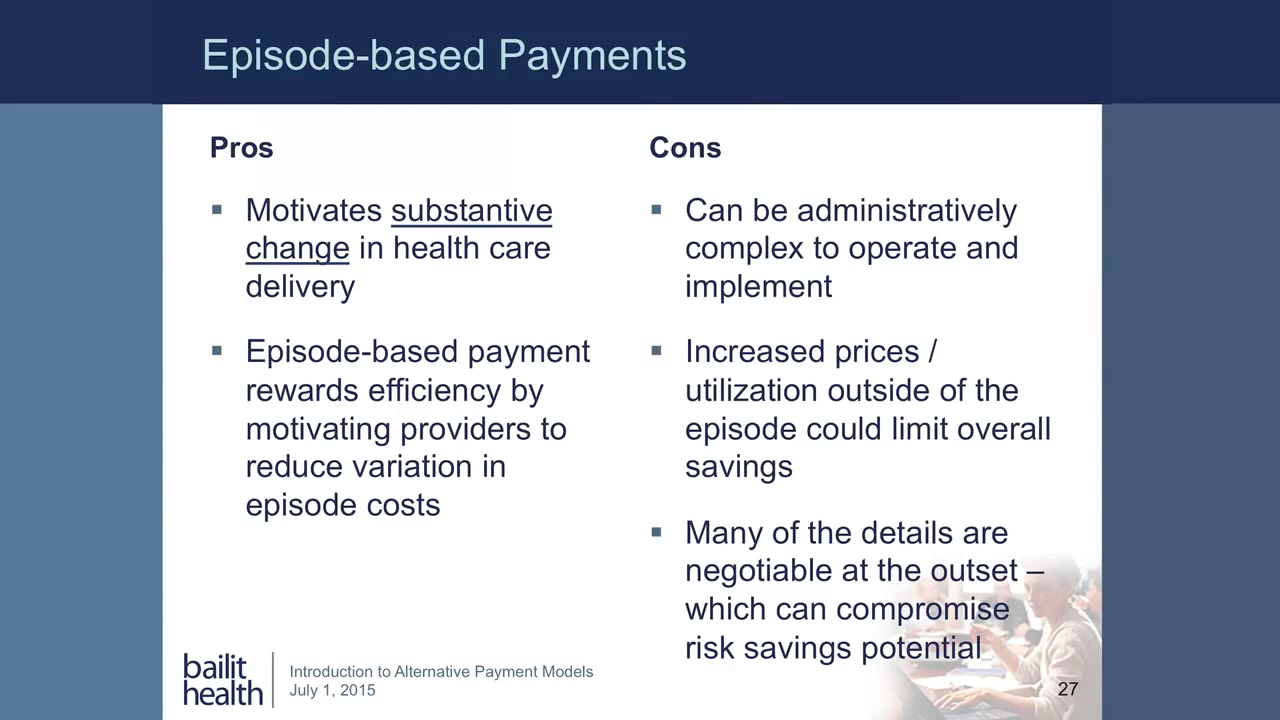 Episode-based Payments
Pros
▪ Motivates substantive
change in health care
delivery
▪ Episode-based payment
rewards efficiency by
motivating providers to
reduce variation in
episode costs
Cons
▪ Can be administratively
complex to operate and
implement
▪ Increased prices /
utilization outside of the
episode could limit overall
savings
▪ Many of the details are
negotiable at the outset –
which can compromise
risk savings potential
bailit
health
Introduction to Alternative Payment Models
July 1, 2015
27